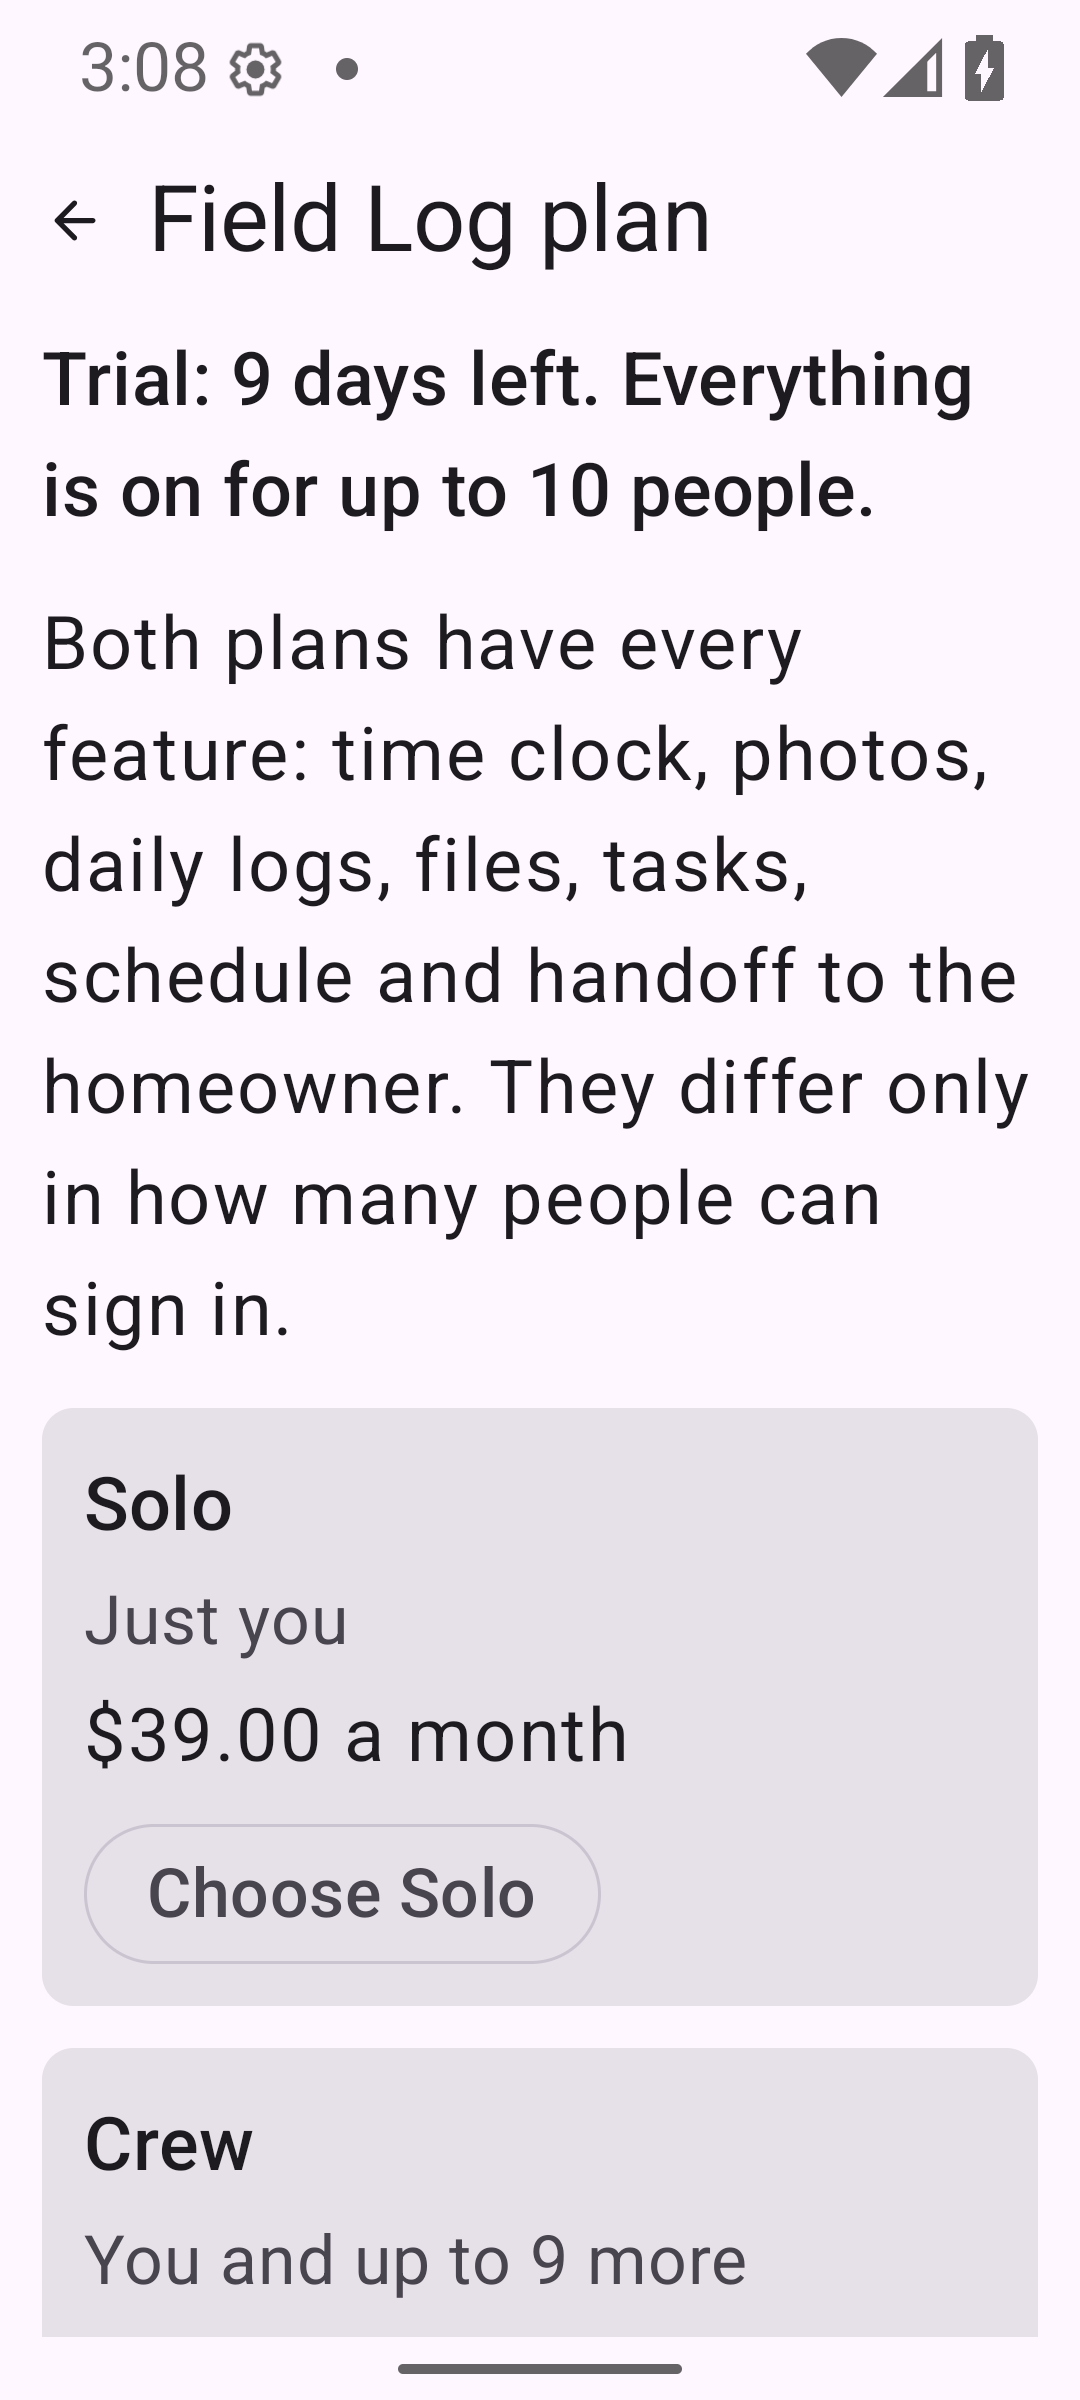 3:08
Field Log plan
Trial: 9 days left. Everything
is on for up to 10 people.
Both plans have every
feature: time clock, photos,
daily logs, files, tasks,
schedule and handoff to the
homeowner. They differ only
in how many people can
sign in.
Solo
Just you
$39.00 a month
Choose Solo
Crew
You and up to 9 more